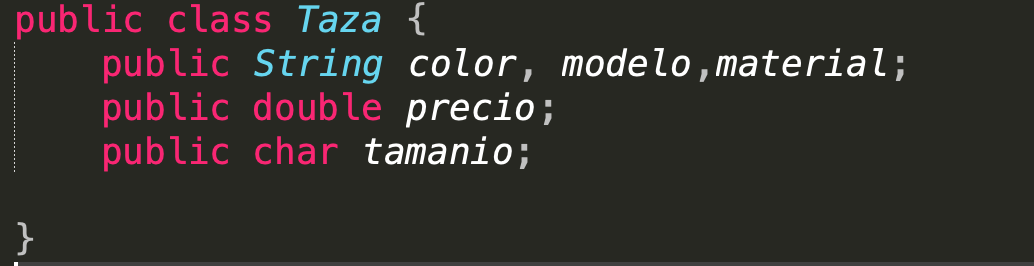 public class Taza {
public String color, modelo,material;
public double precio;
public char tamanio;
}